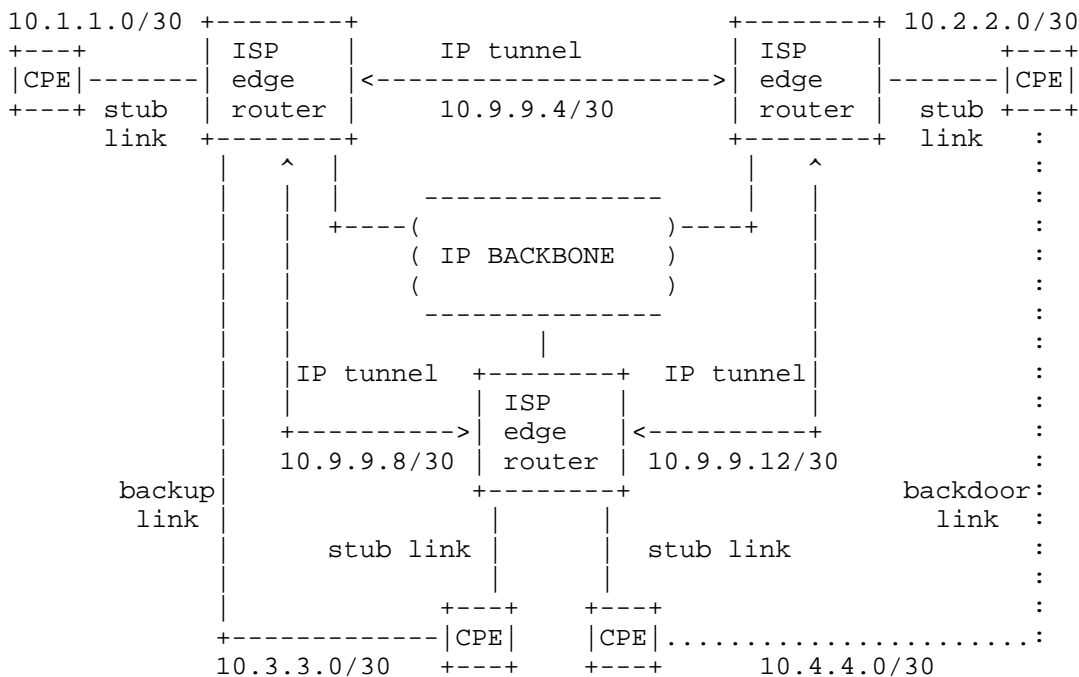 10.1.1.0/30 +--------+ +--------+ 10.2.2.0/30
+---+ | ISP | IP tunnel | ISP | +---+
|CPE|-------| edge |<----------------------->| edge |-------|CPE|
+---+ stub | router | 10.9.9.4/30 | router | stub +---+
link +--------+ +--------+ link :
| ^ | | ^ :
| | | --------------- | | :
| | +----( )----+ | :
| | ( IP BACKBONE ) | :
| | ( ) | :
| | --------------- | :
| | | | :
| |IP tunnel +--------+ IP tunnel| :
| | | ISP | | :
| +---------->| edge |<----------+ :
| 10.9.9.8/30 | router | 10.9.9.12/30 :
backup| +--------+ backdoor:
link | | | link :
| stub link | | stub link :
| | | :
| +---+ +---+ :
+-------------|CPE| |CPE|.......................:
10.3.3.0/30 +---+ +---+ 10.4.4.0/30